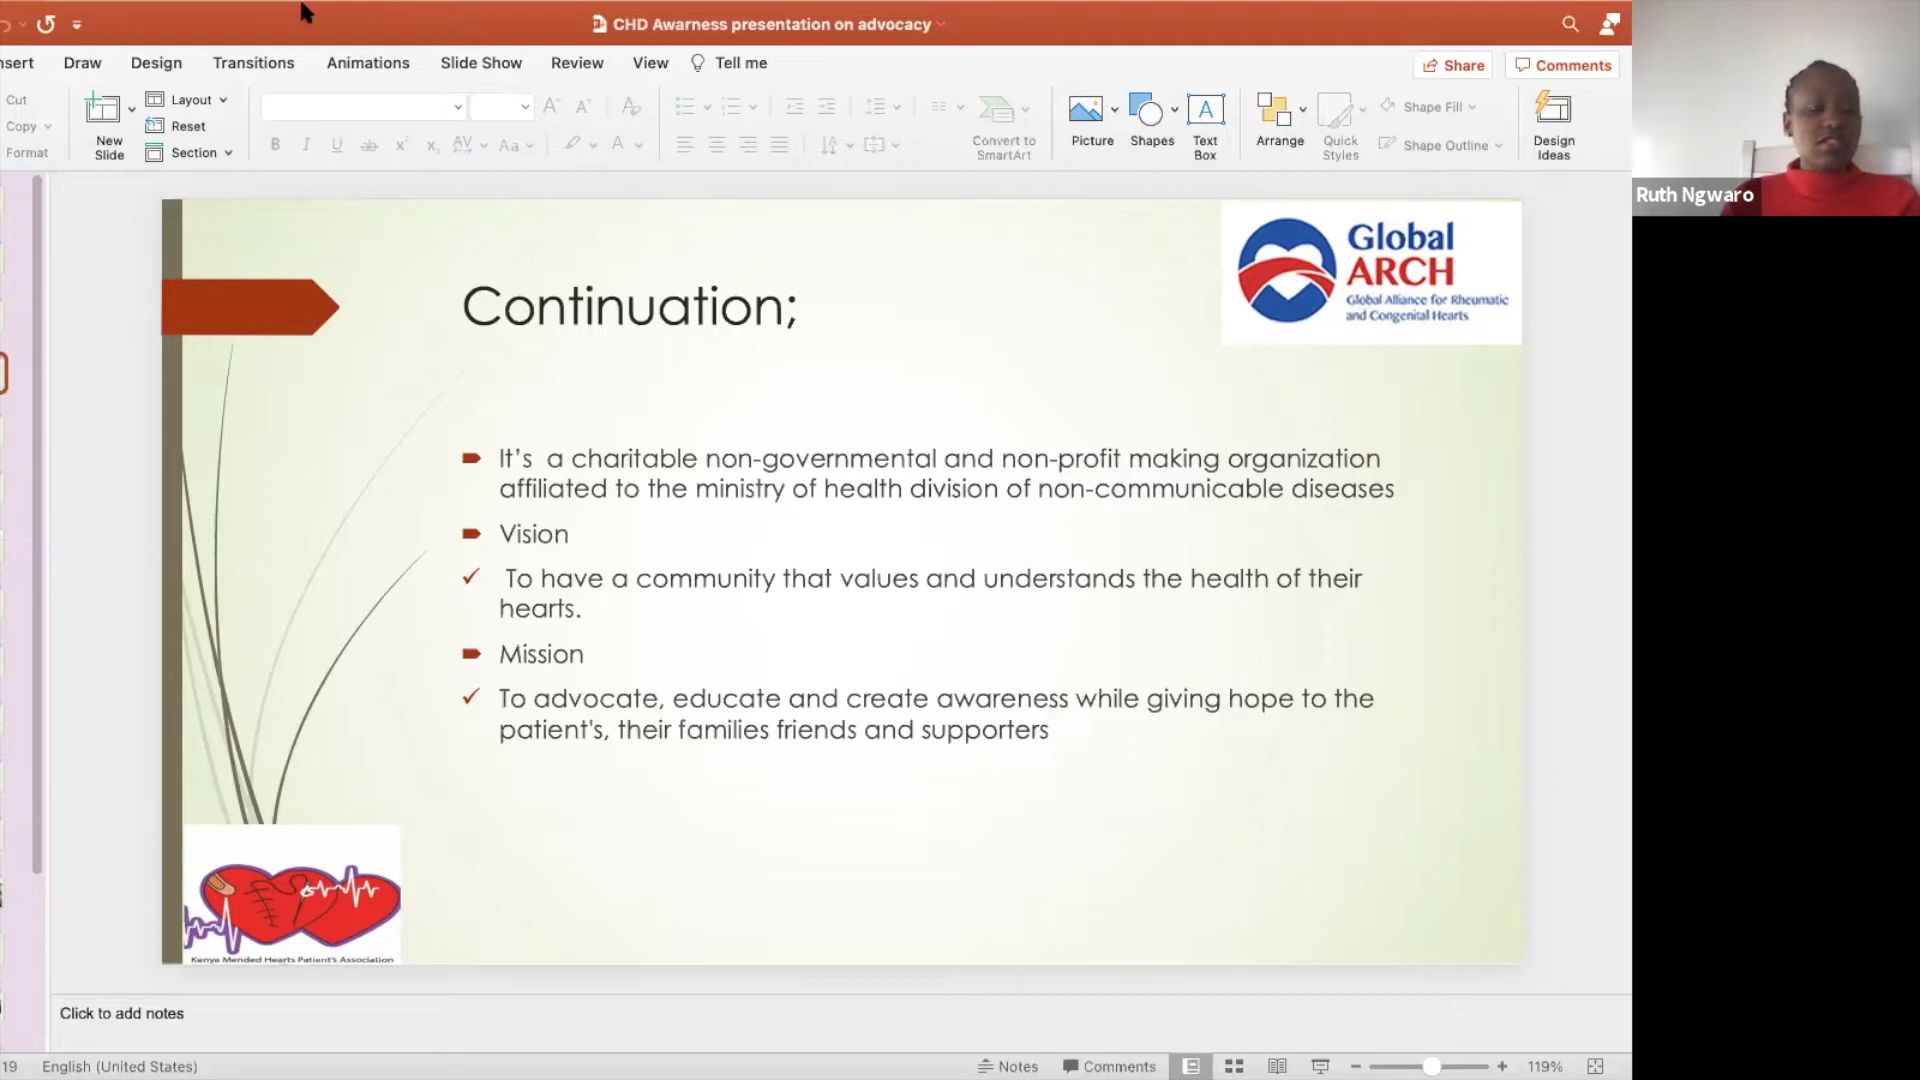 CHD Awarness presentation on advocacy
nsert Draw Design Transitions Animations Slide Show Review View Tell me
Share Comments
Cut
Copy
Format
New
Slide
Layout
Reset
Section
Convert to
SmartArt
Picture
Shapes
Text
Box
Arrange
Quick
Styles
Shape Fill
Shape Outline
Design
Ideas
Ruth Ngwaro
Global
ARCH
Global Alliance for Rheumatic
and Congenital Hearts
Continuation;
It's a charitable non-governmental and non-profit making organization
affiliated to the ministry of health division of non-communicable diseases
Vision
To have a community that values and understands the health of their
hearts.
Mission
To advocate, educate and create awareness while giving hope to the
patient's, their families friends and supporters
Kenya Mended Hearts Patient's Association
Click to add notes
19 English (United States)
Notes Comments 119%